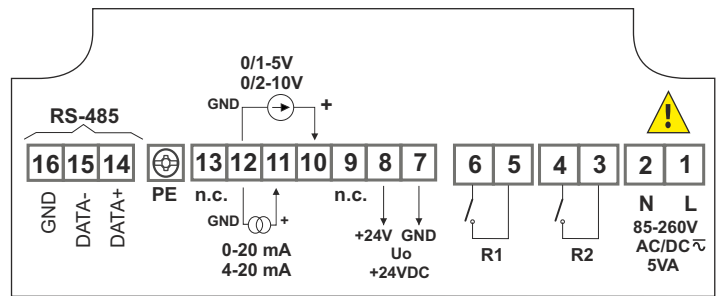 0/1-5V
0/2-10V
GND +
RS-485
16 15 14 13 12 11 10 9 8 7 6 5 4 3 2 1
PE n.c. n.c. N L
GND
DATA-
DATA+
GND +
0-20 mA
4-20 mA
+24V GND
Uo
+24VDC
R1
R2
85-260V
AC/DC
5VA